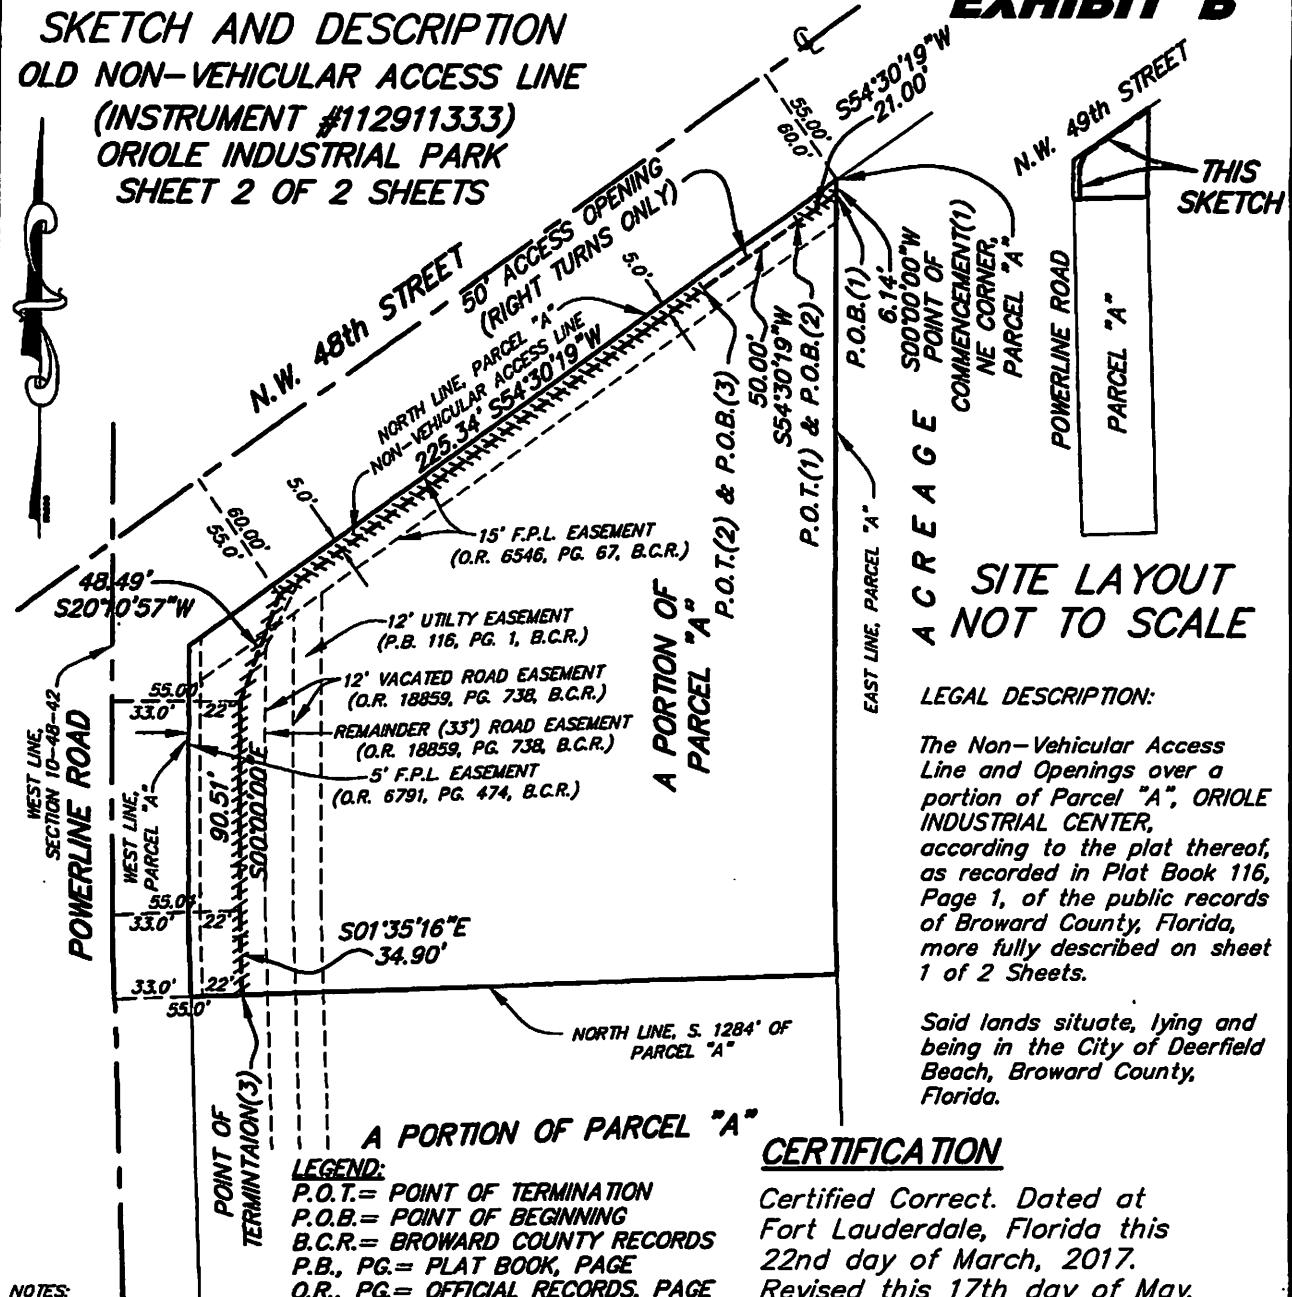 EXHIBIT B
SKETCH AND DESCRIPTION
OLD NON-VEHICULAR ACCESS LINE
(INSTRUMENT #112911333)
ORIOLE INDUSTRIAL PARK
SHEET 2 OF 2 SHEETS
N.W. 48th STREET
50' ACCESS OPENING
(RIGHT TURNS ONLY)
NORTH LINE, PARCEL "A"
NON-VEHICULAR ACCESS LINE
225.34' S54°30'19"W
5.0'
5.0'
55.00'
60.0'
S54°30'19"W
21.00'
P.O.T.(2) & P.O.B.(3)
50.00'
S54°30'19"W
P.O.T.(1) & P.O.B.(2)
P.O.B.(1)
6.14'
S00°00'00"W
POINT OF
COMMENCEMENT(1)
NE CORNER,
PARCEL "A"
N.W. 49th STREET
THIS
SKETCH
POWERLINE ROAD
PARCEL "A"
SITE LAYOUT
NOT TO SCALE
ACREAGE
EAST LINE, PARCEL "A"
60.00'
55.0'
48.49'
S20°10'57"W
15' F.P.L. EASEMENT
(O.R. 6546, PG. 67, B.C.R.)
12' UTILTY EASEMENT
(P.B. 116, PG. 1, B.C.R.)
12' VACATED ROAD EASEMENT
(O.R. 18859, PG. 738, B.C.R.)
REMAINDER (33') ROAD EASEMENT
(O.R. 18859, PG. 738, B.C.R.)
5' F.P.L. EASEMENT
(O.R. 6791, PG. 474, B.C.R.)
A PORTION OF
PARCEL "A"
WEST LINE,
SECTION 10-48-42
POWERLINE ROAD
WEST LINE,
PARCEL "A"
55.00'
33.0'
22'
90.51'
S00°00'00"E
55.0'
33.0'
22'
S01°35'16"E
34.90'
33.0'
22'
55.0'
NORTH LINE, S. 1284' OF
PARCEL "A"
POINT OF
TERMINTAION(3)
A PORTION OF PARCEL "A"
LEGEND:
P.O.T.= POINT OF TERMINATION
P.O.B.= POINT OF BEGINNING
B.C.R.= BROWARD COUNTY RECORDS
P.B., PG.= PLAT BOOK, PAGE
O.R., PG.= OFFICIAL RECORDS, PAGE
NOTES:
LEGAL DESCRIPTION:
The Non-Vehicular Access
Line and Openings over a
portion of Parcel "A", ORIOLE
INDUSTRIAL CENTER,
according to the plat thereof,
as recorded in Plat Book 116,
Page 1, of the public records
of Broward County, Florida,
more fully described on sheet
1 of 2 Sheets.
Said lands situate, lying and
being in the City of Deerfield
Beach, Broward County,
Florida.
CERTIFICATION
Certified Correct. Dated at
Fort Lauderdale, Florida this
22nd day of March, 2017.
Revised this 17th day of May,